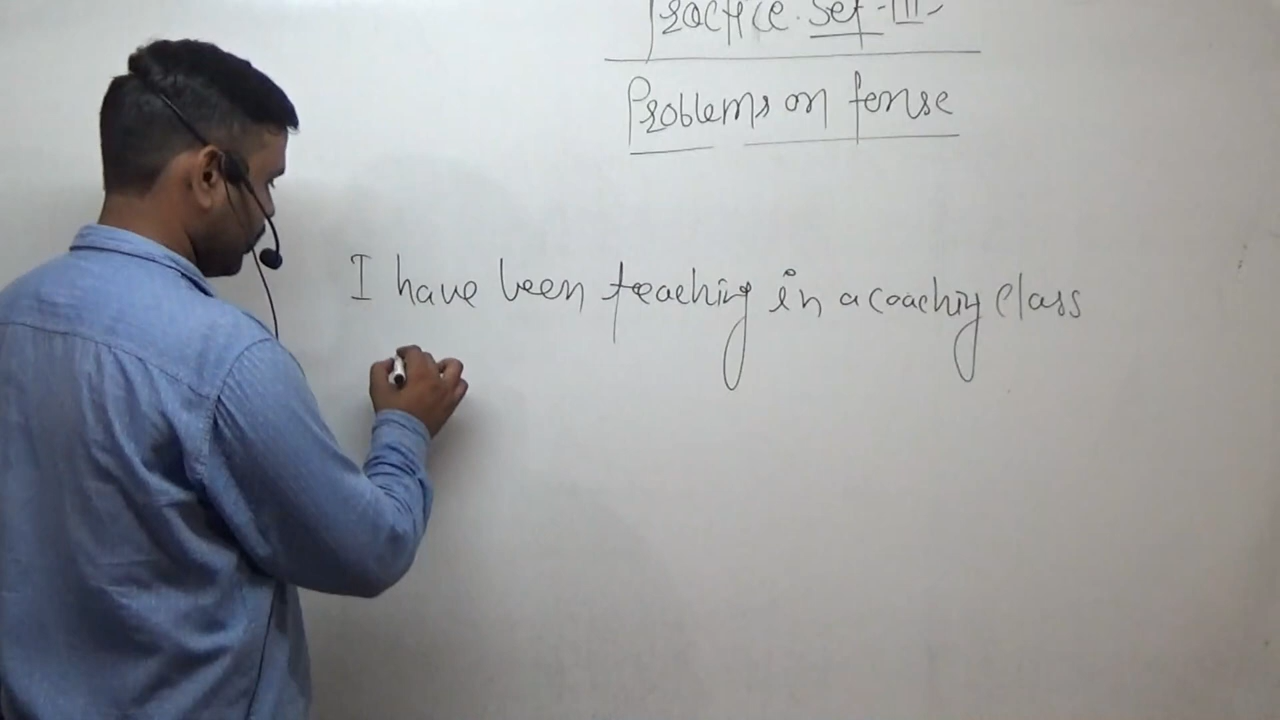 Practice Set-III
Problems on tense
I have been teaching in a coaching class